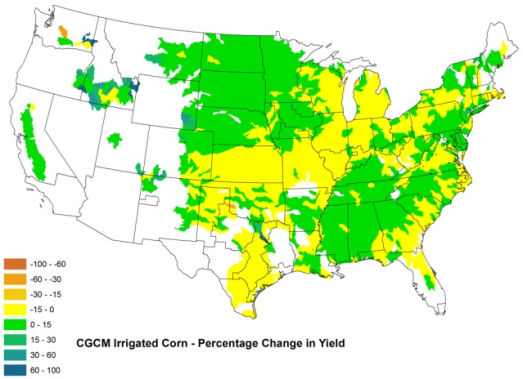 -100 - -60
-60 - -30
-30 - -15
-15 - 0
0 - 15
15 - 30
30 - 60
60 - 100
CGCM Irrigated Corn - Percentage Change in Yield